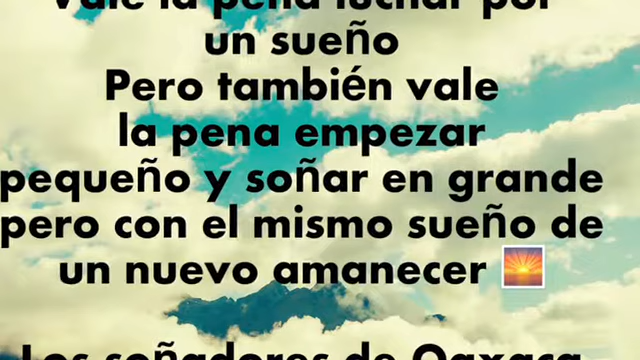 Vale la pena luchar por
un sueño
Pero también vale
la pena empezar
pequeño y soñar en grande
pero con el mismo sueño de
un nuevo amanecer 🌅
Los soñadores de Oaxaca